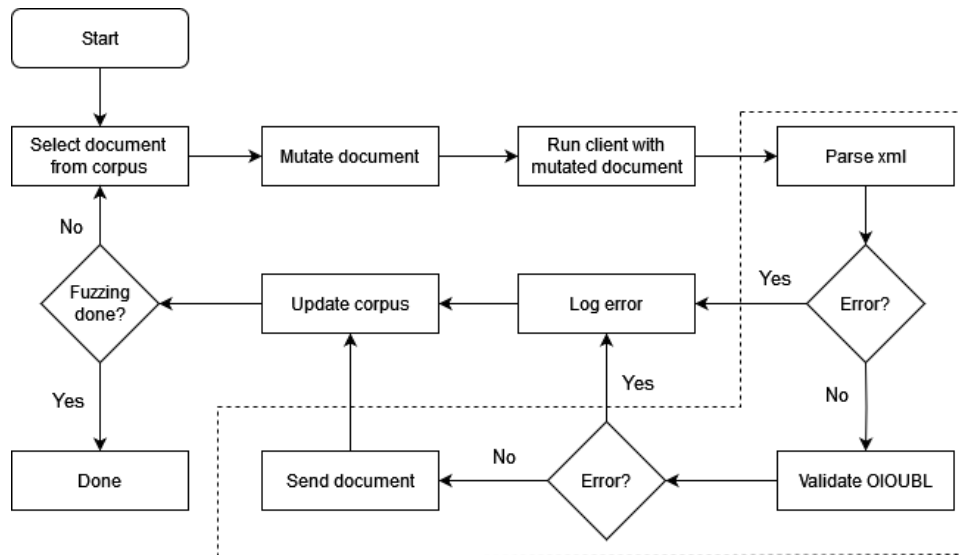 Start
Select document
from corpus
Mutate document
Run client with
mutated document
Parse xml
No
Fuzzing
done?
Update corpus
Log error
Yes
Error?
Yes
Yes
No
Done
Send document
No
Error?
Validate OIOUBL